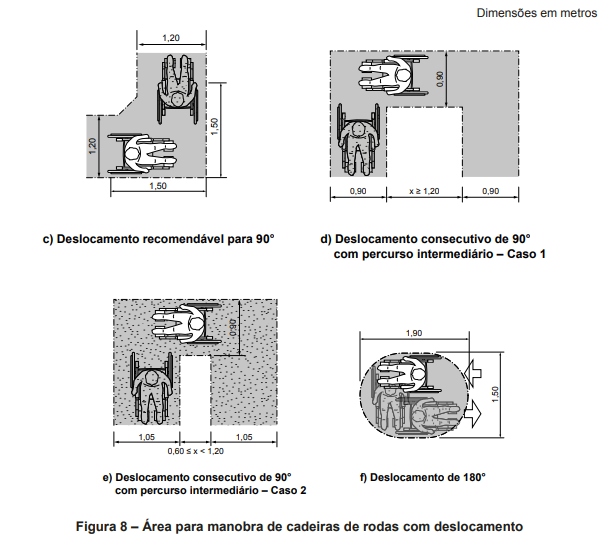 Dimensões em metros
1,20
1,50
1,20
1,50
c) Deslocamento recomendável para 90°
0,90
0,90
x ≥ 1,20
0,90
d) Deslocamento consecutivo de 90°
com percurso intermediário – Caso 1
0,90
1,05
1,05
0,60 ≤ x < 1,20
e) Deslocamento consecutivo de 90°
com percurso intermediário – Caso 2
1,90
1,50
f) Deslocamento de 180°
Figura 8 – Área para manobra de cadeiras de rodas com deslocamento